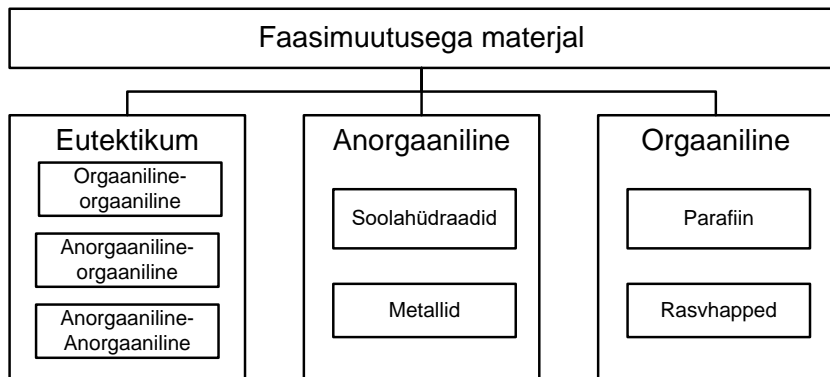 Faasimuutusega materjal
Eutektikum
Orgaaniline-
orgaaniline
Anorgaaniline-
orgaaniline
Anorgaaniline-
Anorgaaniline
Anorgaaniline
Soolahüdraadid
Metallid
Orgaaniline
Parafiin
Rasvhapped